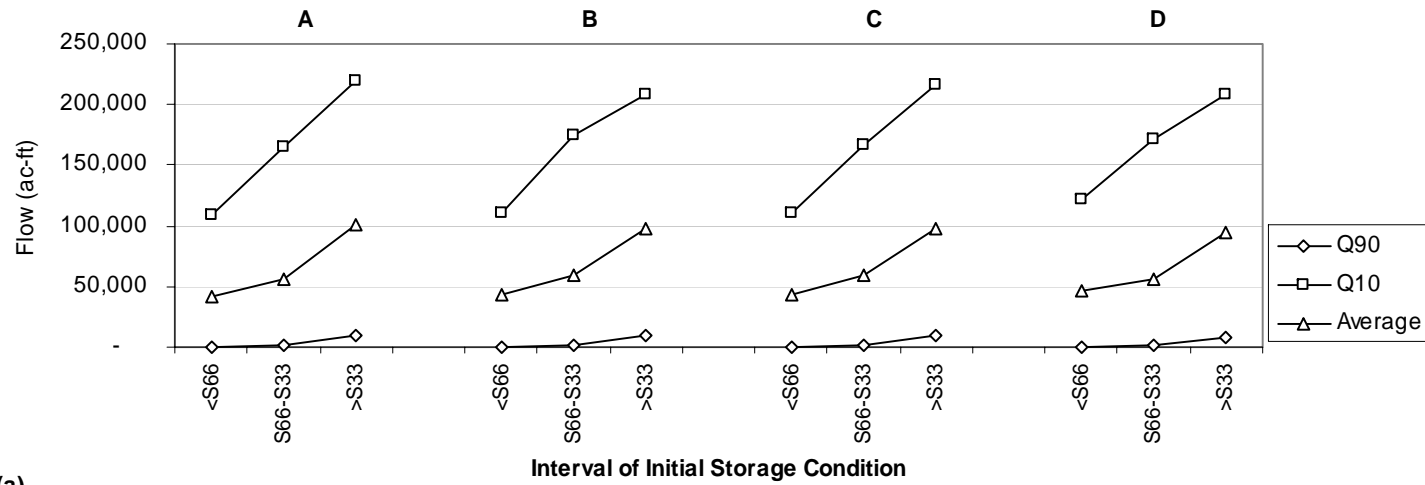 A B C D
250,000
200,000
150,000
100,000
50,000
-
Flow (ac-ft)
<S66 S66-S33 >S33 <S66 S66-S33 >S33 <S66 S66-S33 >S33 <S66 S66-S33 >S33
Interval of Initial Storage Condition
Q90
Q10
Average